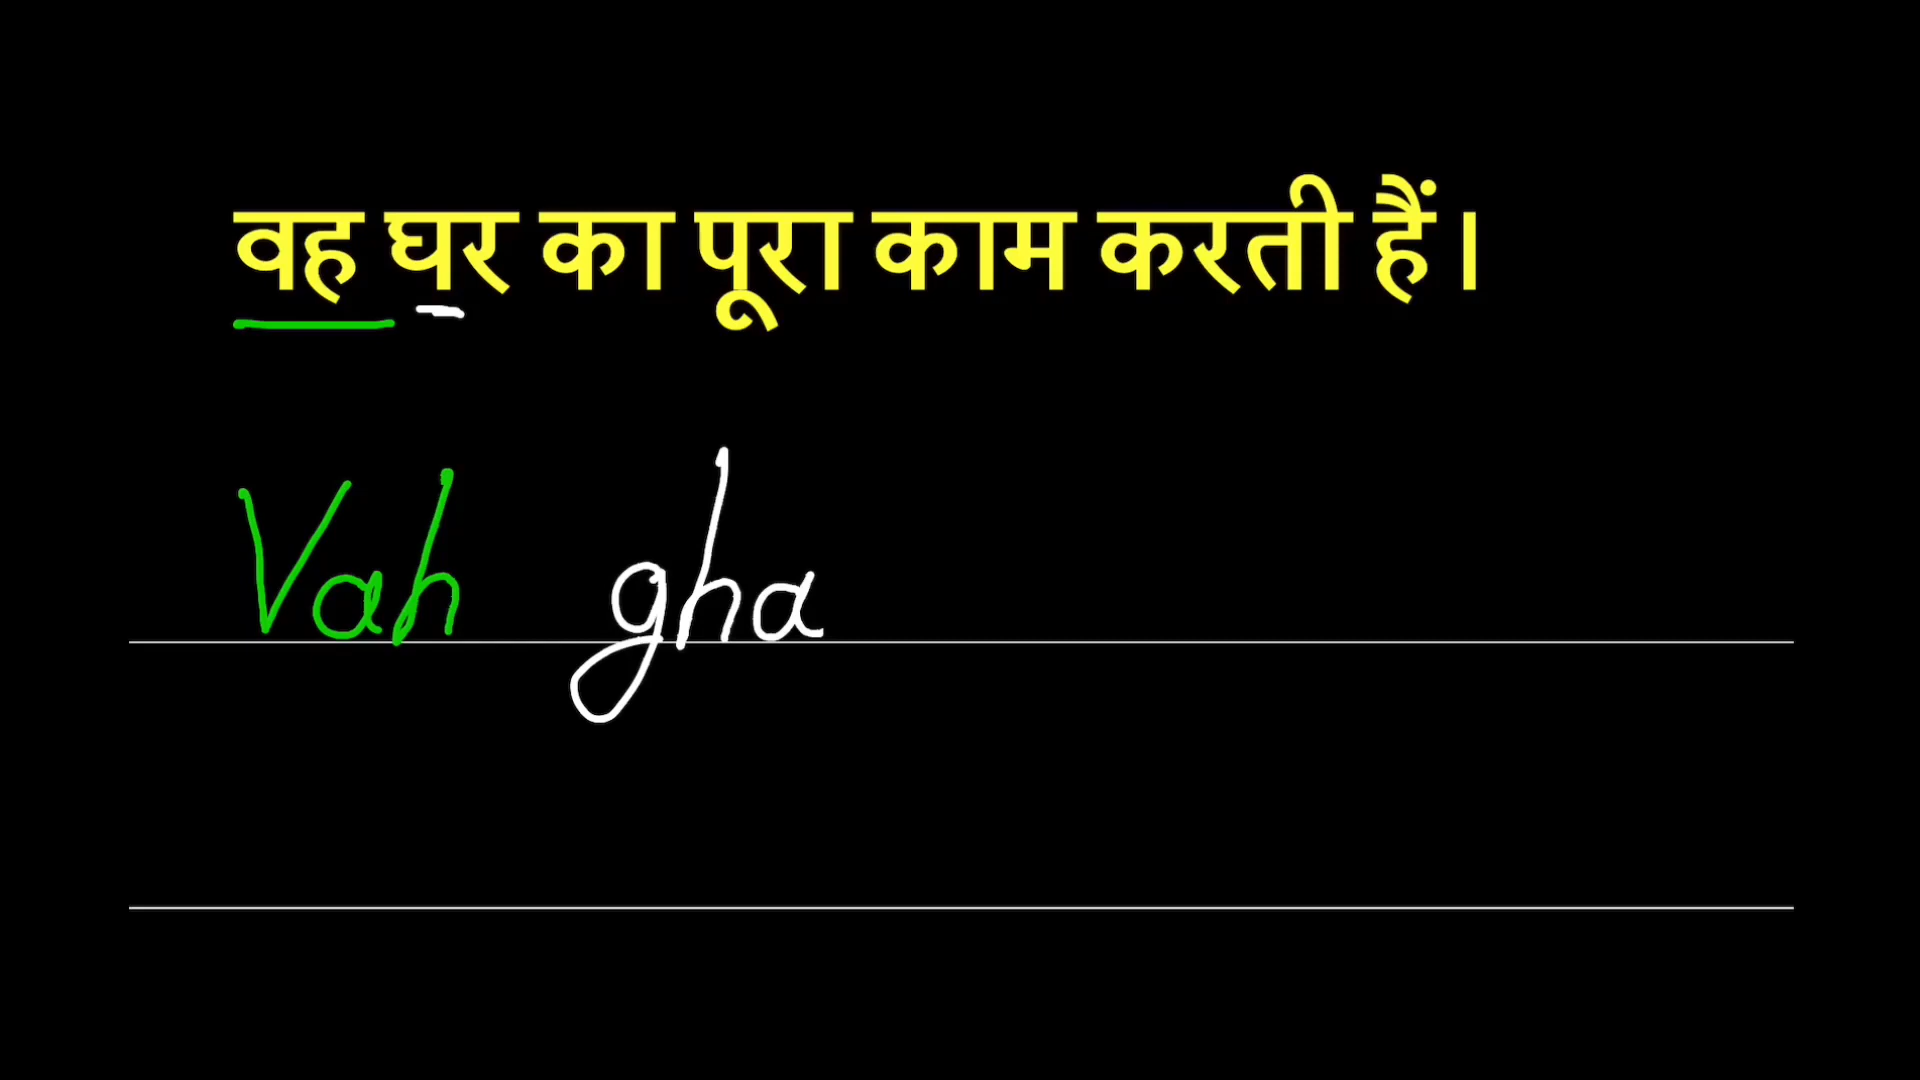 वह घर का पूरा काम करती हैं।
Vah gha